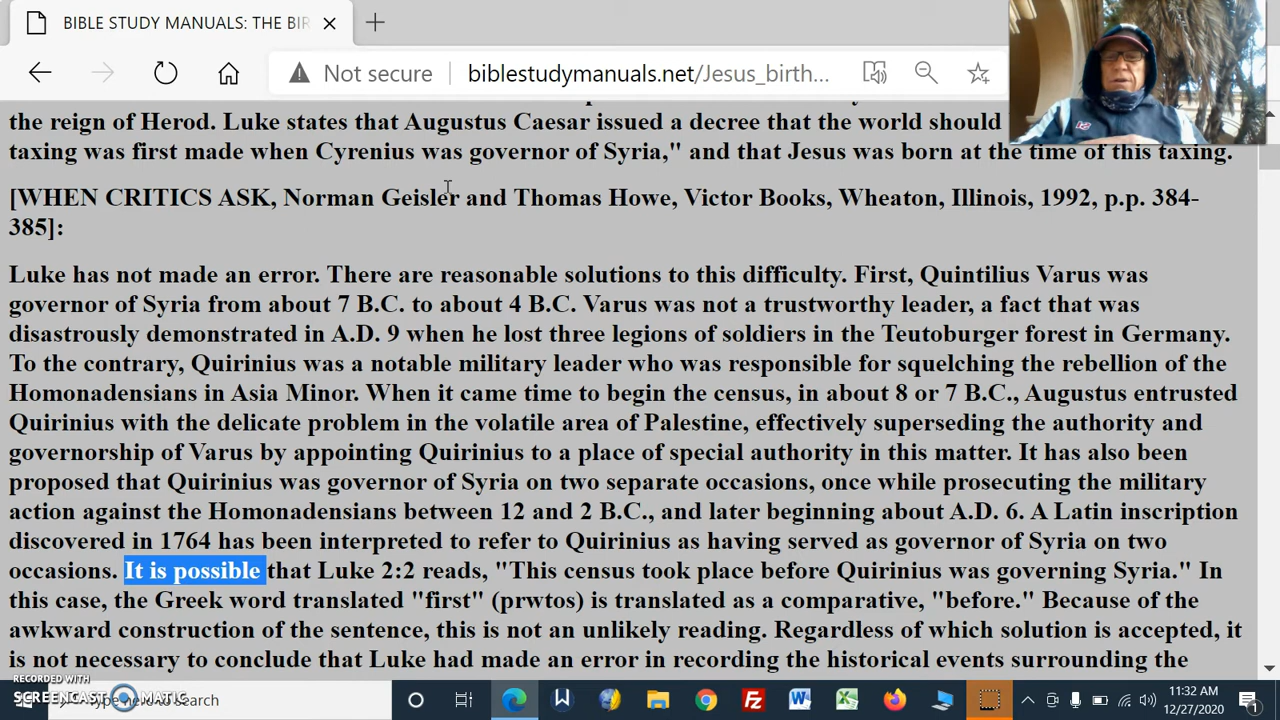 BIBLE STUDY MANUALS: THE BIR
Not secure
biblestudymanuals.net/Jesus_birth...
the reign of Herod. Luke states that Augustus Caesar issued a decree that the world should
taxing was first made when Cyrenius was governor of Syria," and that Jesus was born at the time of this taxing.
[WHEN CRITICS ASK, Norman Geisler and Thomas Howe, Victor Books, Wheaton, Illinois, 1992, p.p. 384-
385]:
Luke has not made an error. There are reasonable solutions to this difficulty. First, Quintilius Varus was
governor of Syria from about 7 B.C. to about 4 B.C. Varus was not a trustworthy leader, a fact that was
disastrously demonstrated in A.D. 9 when he lost three legions of soldiers in the Teutoburger forest in Germany.
To the contrary, Quirinius was a notable military leader who was responsible for squelching the rebellion of the
Homonadensians in Asia Minor. When it came time to begin the census, in about 8 or 7 B.C., Augustus entrusted
Quirinius with the delicate problem in the volatile area of Palestine, effectively superseding the authority and
governorship of Varus by appointing Quirinius to a place of special authority in this matter. It has also been
proposed that Quirinius was governor of Syria on two separate occasions, once while prosecuting the military
action against the Homonadensians between 12 and 2 B.C., and later beginning about A.D. 6. A Latin inscription
discovered in 1764 has been interpreted to refer to Quirinius as having served as governor of Syria on two
occasions. It is possible that Luke 2:2 reads, "This census took place before Quirinius was governing Syria." In
this case, the Greek word translated "first" (prwtos) is translated as a comparative, "before." Because of the
awkward construction of the sentence, this is not an unlikely reading. Regardless of which solution is accepted, it
is not necessary to conclude that Luke had made an error in recording the historical events surrounding the
RECORDED WITH
SCREENCAST MATIC
Type here to search
11:32 AM
12/27/2020